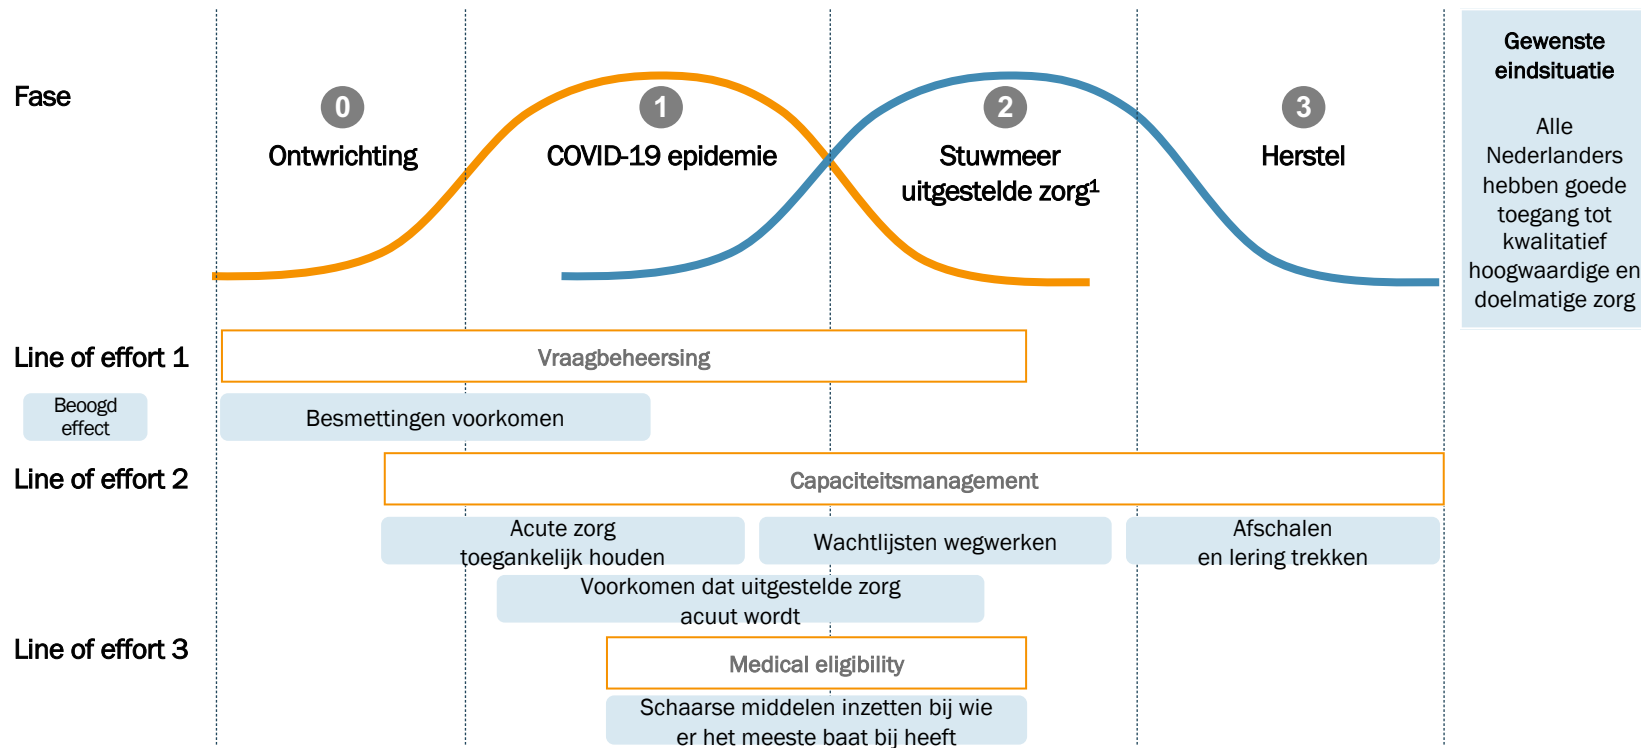 Fase
0
Ontwrichting
1
COVID-19 epidemie
2
Stuwmeer
uitgestelde zorg¹
3
Herstel
Gewenste
eindsituatie
Alle
Nederlanders
hebben goede
toegang tot
kwalitatief
hoogwaardige en
doelmatige zorg
Line of effort 1
Vraagbeheersing
Beoogd
effect
Besmettingen voorkomen
Line of effort 2
Capaciteitsmanagement
Acute zorg
toegankelijk houden
Wachtlijsten wegwerken
Afschalen
en lering trekken
Voorkomen dat uitgestelde zorg
acuut wordt
Line of effort 3
Medical eligibility
Schaarse middelen inzetten bij wie
er het meeste baat bij heeft